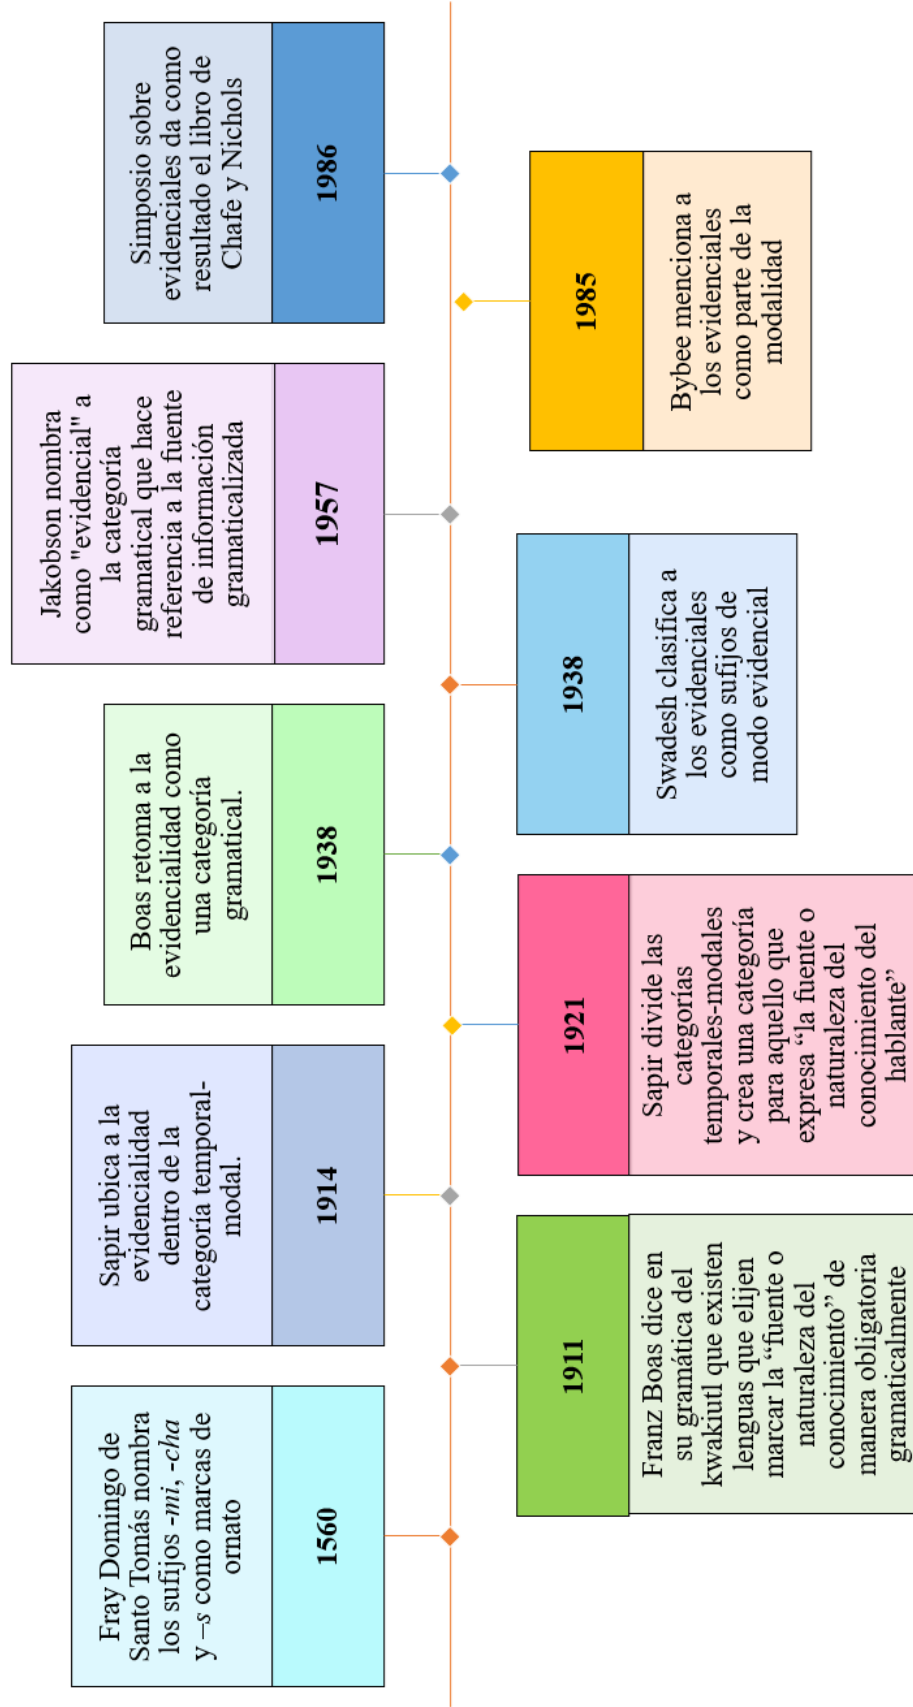 Fray Domingo de
Santo Tomás nombra
los sufijos -mi, -cha
y –s como marcas de
ornato
1560
Franz Boas dice en
su gramática del
kwakiutl que existen
lenguas que elijen
marcar la “fuente o
naturaleza del
conocimiento” de
manera obligatoria
gramaticalmente
1911
Sapir ubica a la
evidencialidad
dentro de la
categoría temporal-
modal.
1914
Sapir divide las
categorías
temporales-modales
y crea una categoría
para aquello que
expresa “la fuente o
naturaleza del
conocimiento del
hablante”
1921
Boas retoma a la
evidencialidad como
una categoría
gramatical.
1938
Swadesh clasifica a
los evidenciales
como sufijos de
modo evidencial
1938
Jakobson nombra
como "evidencial" a
la categoría
gramatical que hace
referencia a la fuente
de información
gramaticalizada
1957
Bybee menciona a
los evidenciales
como parte de la
modalidad
1985
Simposio sobre
evidenciales da como
resultado el libro de
Chafe y Nichols
1986